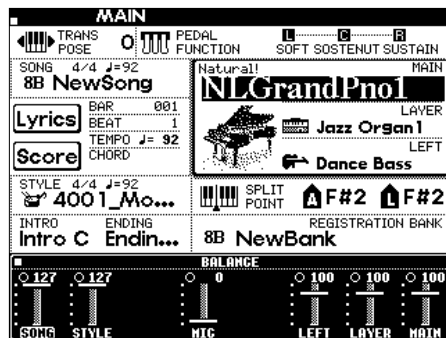 MAIN
TRANSPOSE 0
PEDAL FUNCTION
L C R
SOFT SOSTENUT SUSTAIN
SONG 4/4 ♩=92
8B NewSong
Lyrics
Score
BAR 001
BEAT 1
TEMPO ♩= 92
CHORD
Natural! MAIN
NLGrandPno1
LAYER
Jazz Organ1
LEFT
Dance Bass
STYLE 4/4 ♩=92
4001_Mo...
SPLIT POINT
A F#2 L F#2
INTRO ENDING
Intro C Endin...
REGISTRATION BANK
8B NewBank
BALANCE
127 127 0 100 100 100
SONG STYLE MIC LEFT LAYER MAIN